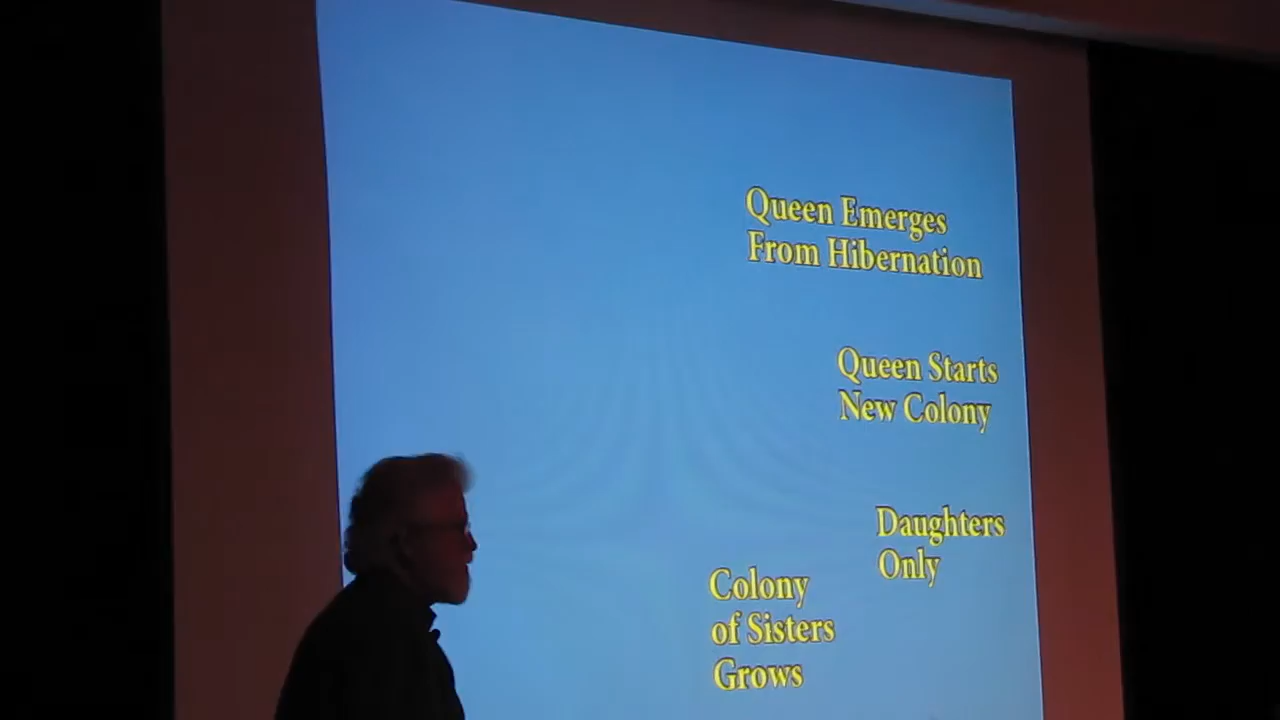 Queen Emerges
From Hibernation
Queen Starts
New Colony
Daughters
Only
Colony
of Sisters
Grows